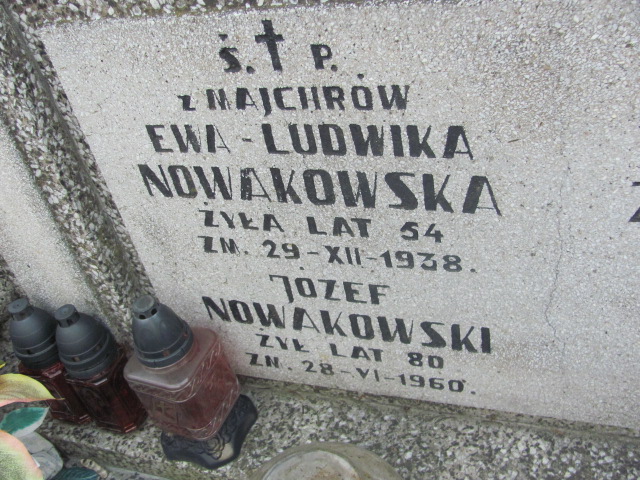 Ś. † P.
z MAJCHRÓW
EWA - LUDWIKA
NOWAKOWSKA
ŻYŁA LAT 54
ZM. 29-XII-1938.
JÓZEF
NOWAKOWSKI
ŻYŁ LAT 80
ZM. 28-VI-1960.